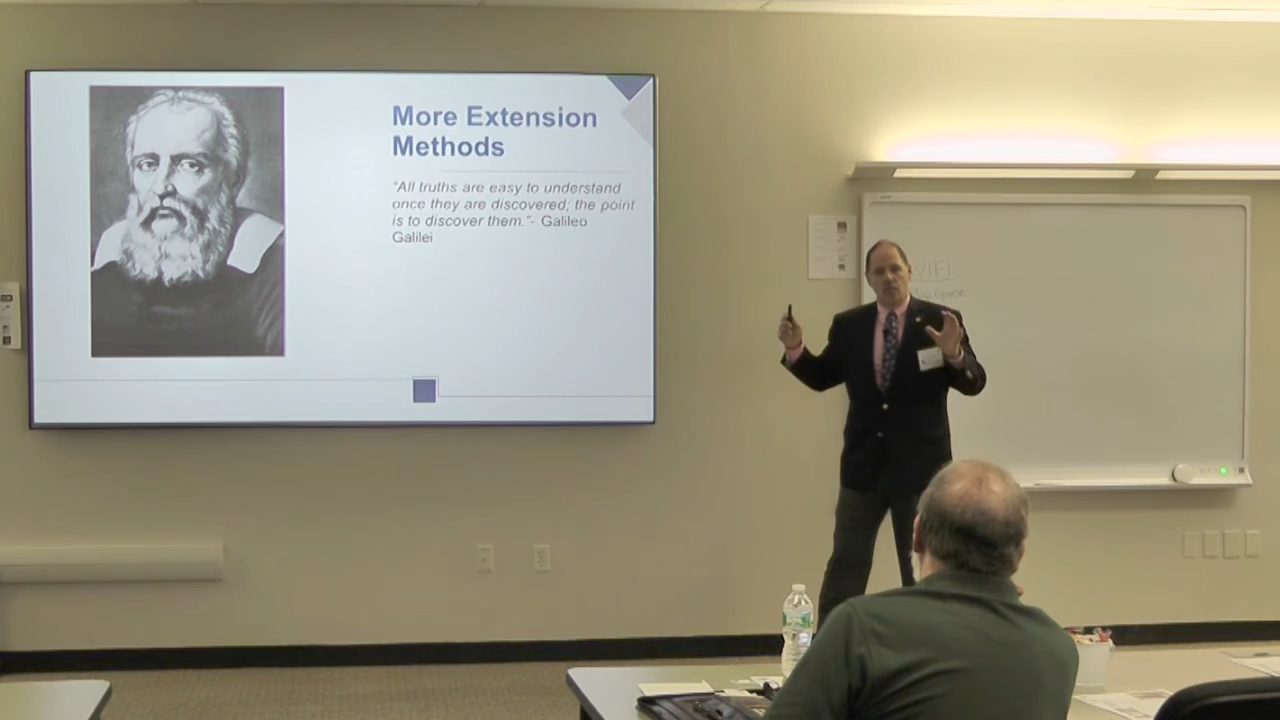 More Extension
Methods
“All truths are easy to understand
once they are discovered; the point
is to discover them.”- Galileo
Galilei
WIFI